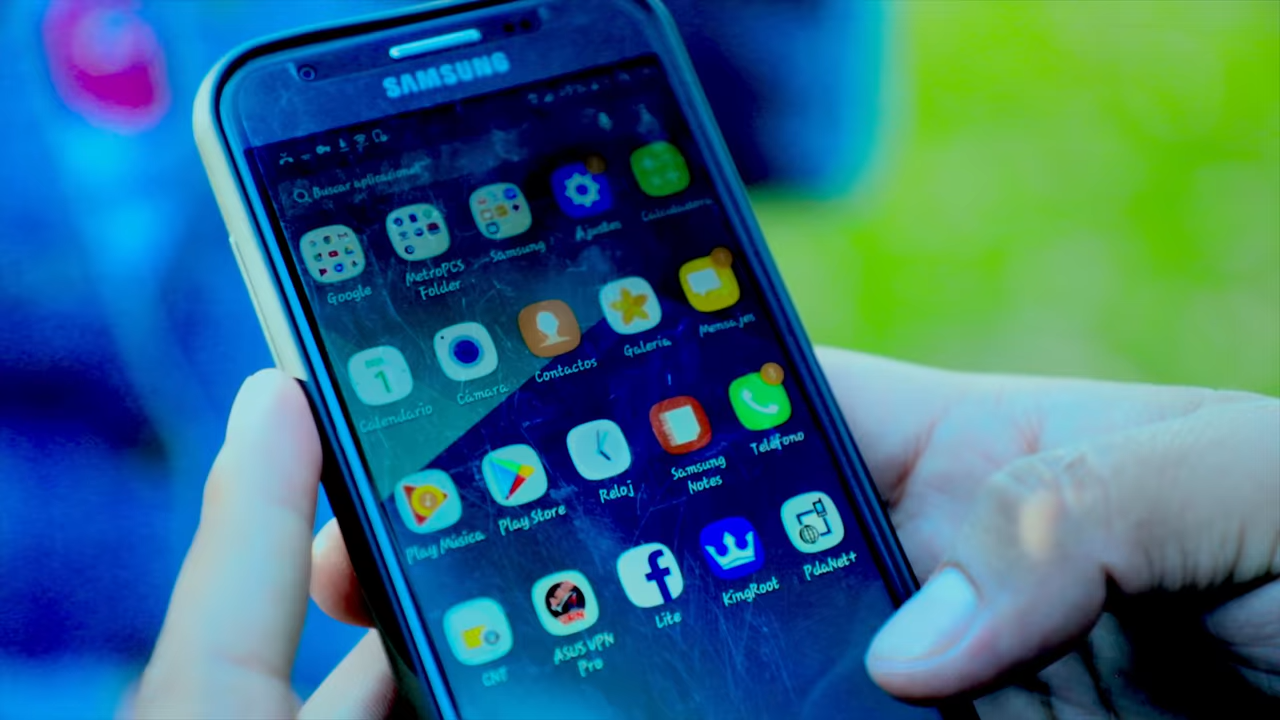 SAMSUNG
Buscar aplicaciones
Google
MetroPCS
Folder
Samsung
Ajustes
Calculadora
Calendario
7
Cámara
Contactos
Galería
Mensajes
Play Música
Play Store
Reloj
Samsung
Notes
Teléfono
ASUS VPN
Pro
Lite
KingRoot
PdaNet+